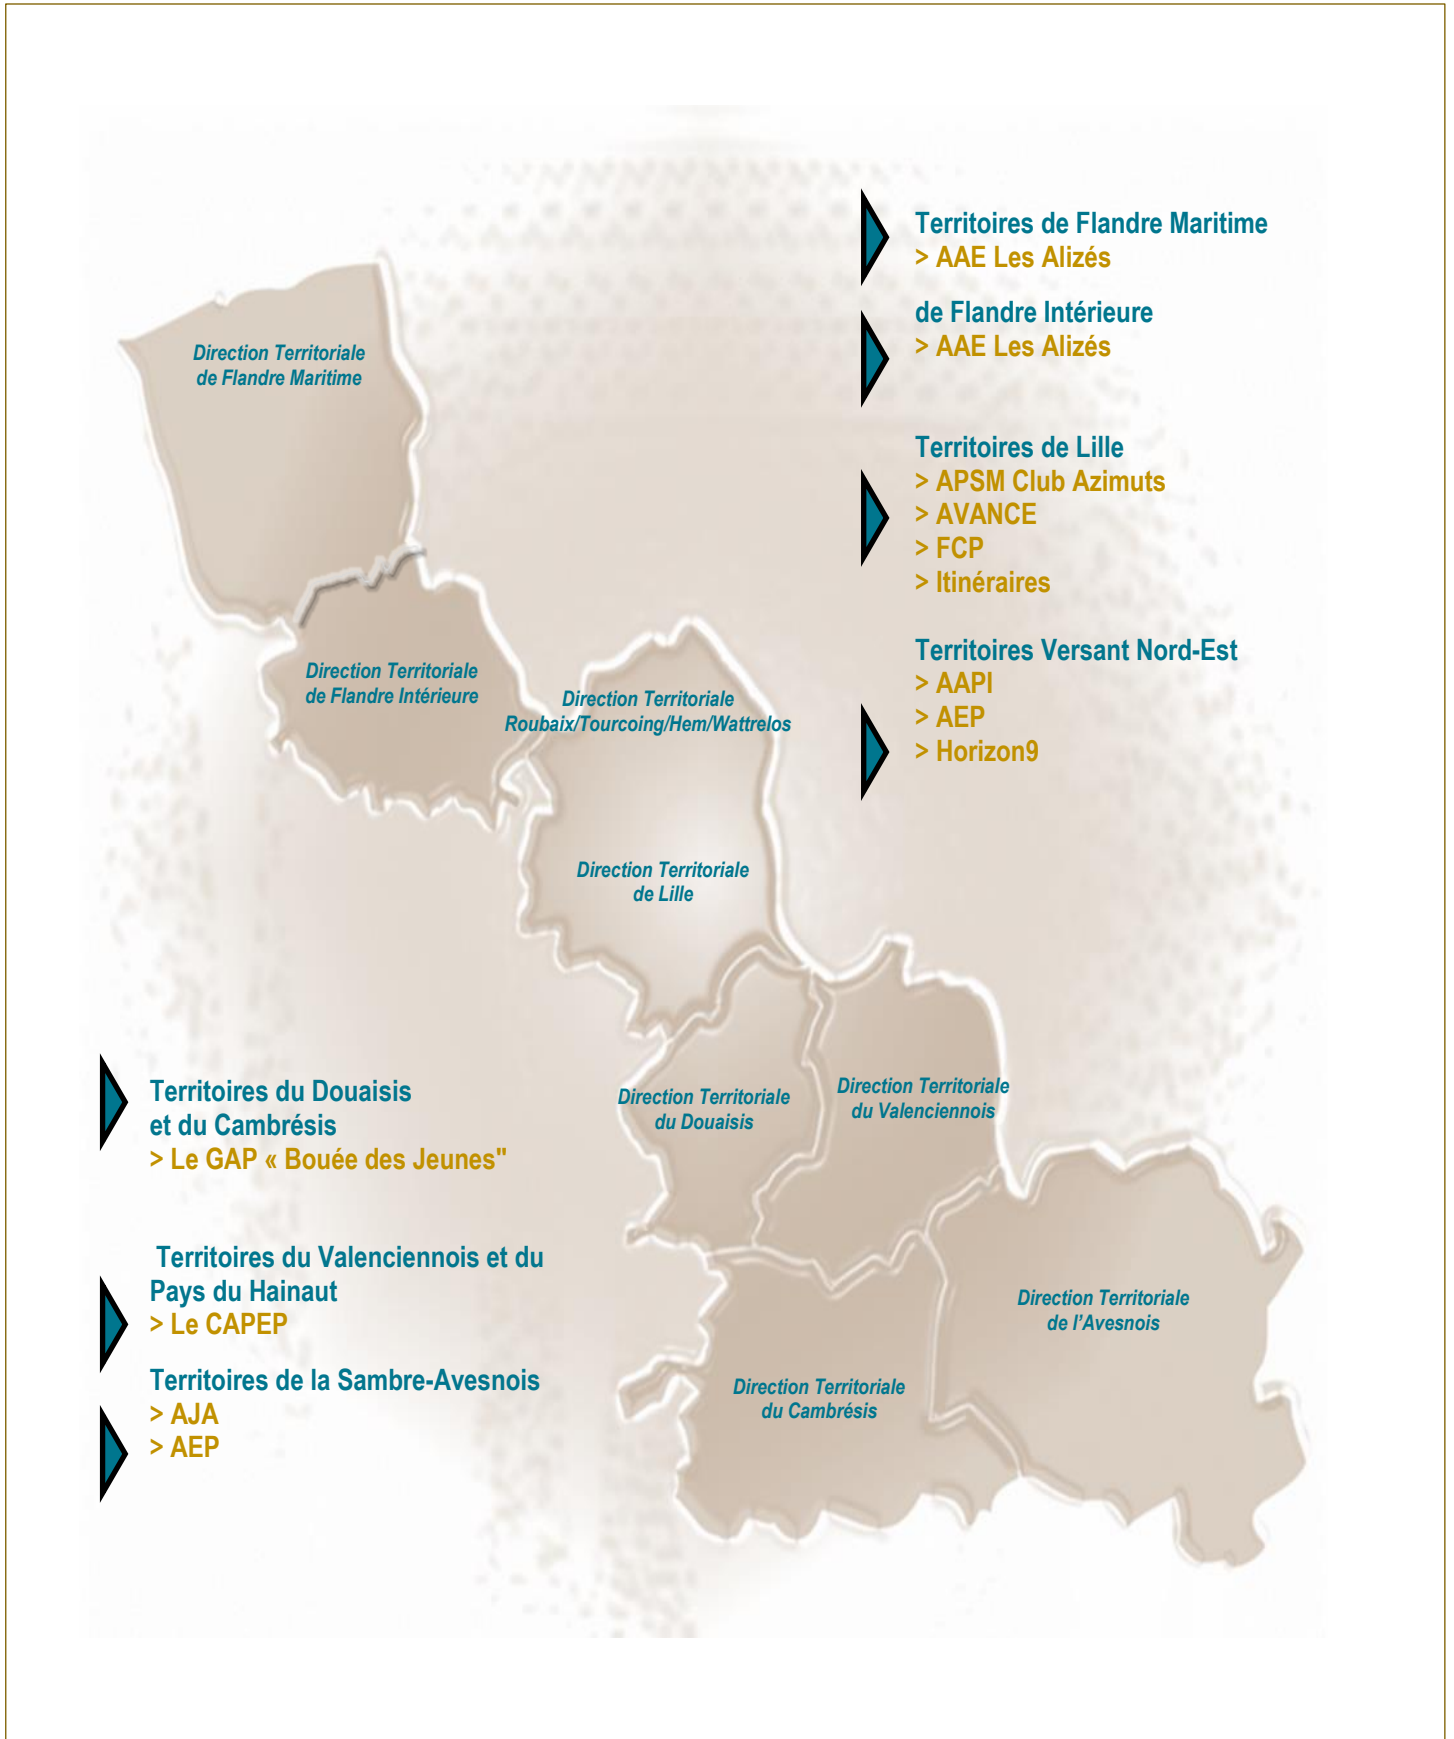 Territoires de Flandre Maritime
> AAE Les Alizés
de Flandre Intérieure
> AAE Les Alizés
Territoires de Lille
> APSM Club Azimuts
> AVANCE
> FCP
> Itinéraires
Territoires Versant Nord-Est
> AAPI
> AEP
> Horizon9
Direction Territoriale
de Flandre Maritime
Direction Territoriale
de Flandre Intérieure
Direction Territoriale
Roubaix/Tourcoing/Hem/Wattrelos
Direction Territoriale
de Lille
Direction Territoriale
du Douaisis
Direction Territoriale
du Valenciennois
Direction Territoriale
de l’Avesnois
Direction Territoriale
du Cambrésis
Territoires du Douaisis
et du Cambrésis
> Le GAP « Bouée des Jeunes"
Territoires du Valenciennois et du
Pays du Hainaut
> Le CAPEP
Territoires de la Sambre-Avesnois
> AJA
> AEP